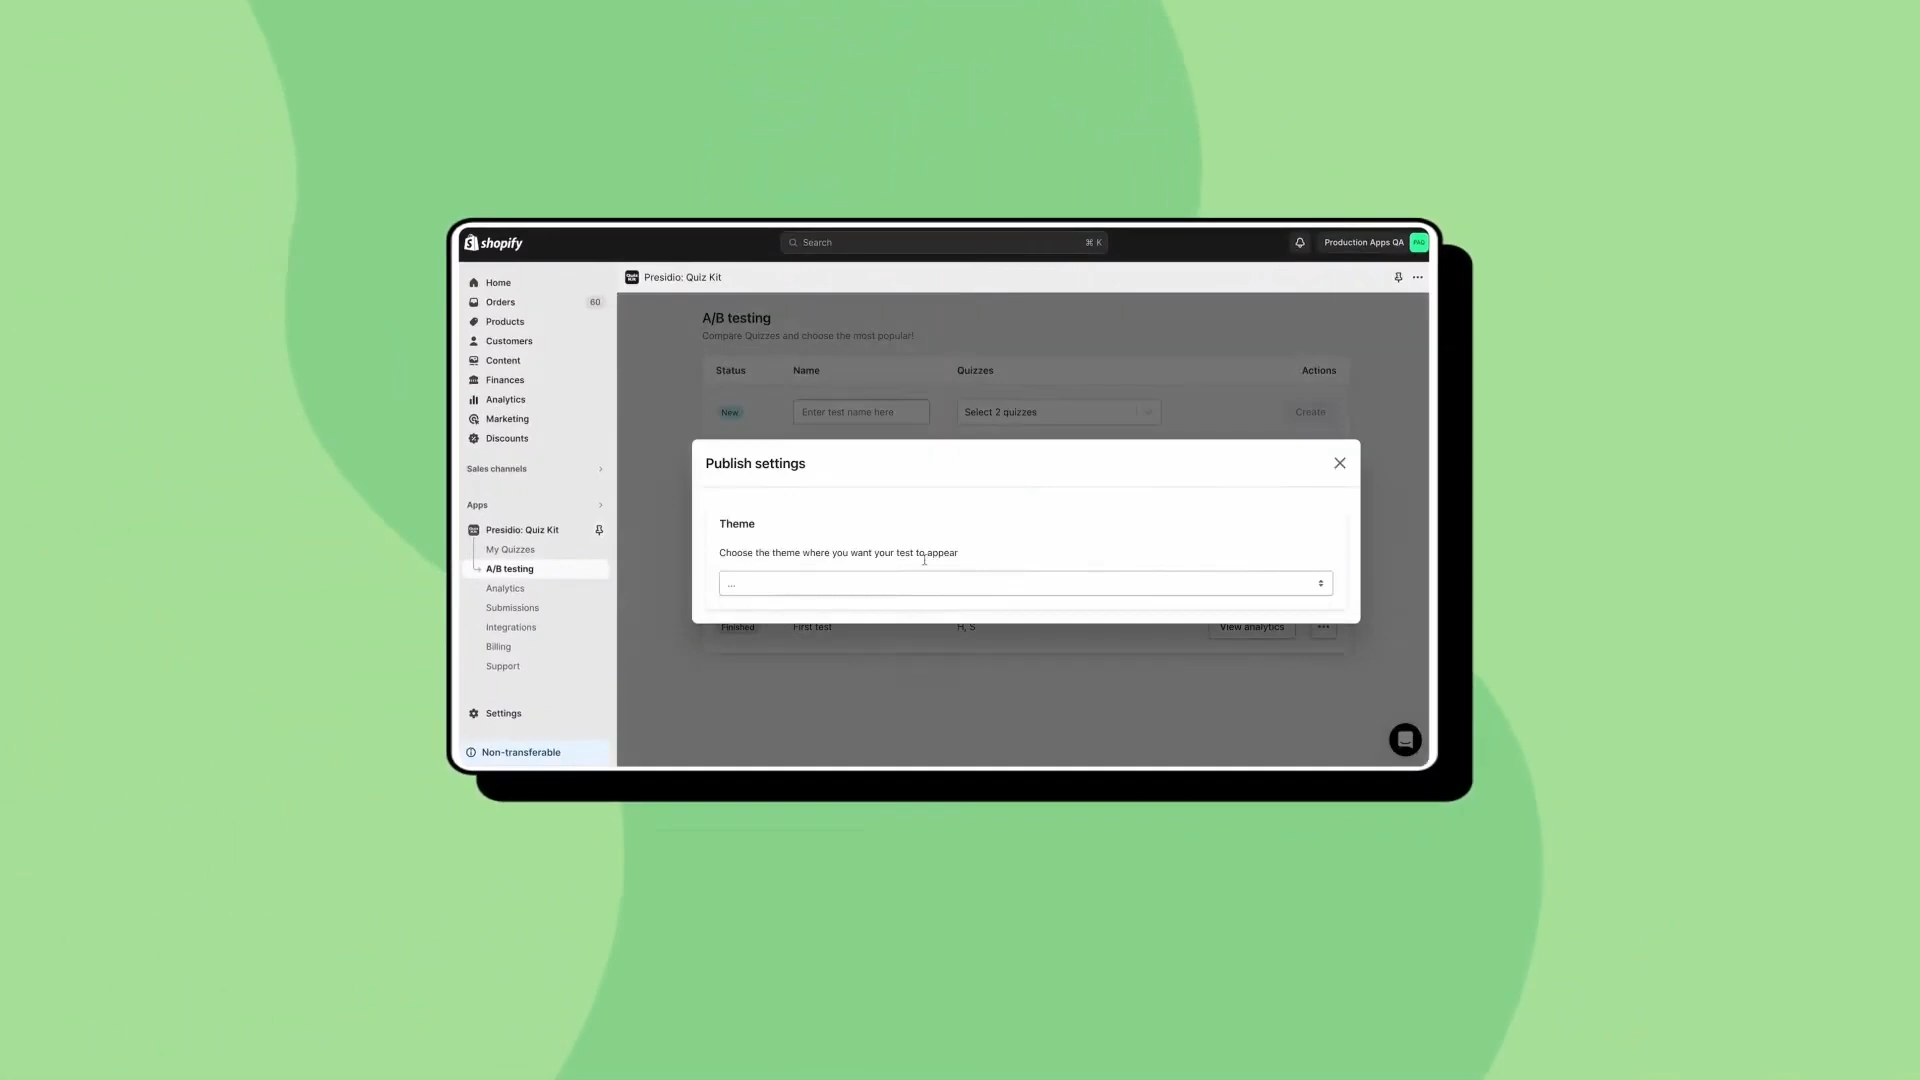 shopify
Search
⌘ K
Production Apps QA
PAQ
Home
Orders
60
Products
Customers
Content
Finances
Analytics
Marketing
Discounts
Sales channels
Apps
Presidio: Quiz Kit
My Quizzes
A/B testing
Analytics
Submissions
Integrations
Billing
Support
Settings
Non-transferable
Presidio: Quiz Kit
A/B testing
Compare Quizzes and choose the most popular!
Status Name Quizzes Actions
New Enter test name here Select 2 quizzes Create
Publish settings
Theme
Choose the theme where you want your test to appear
...
Finished First test H, S View analytics